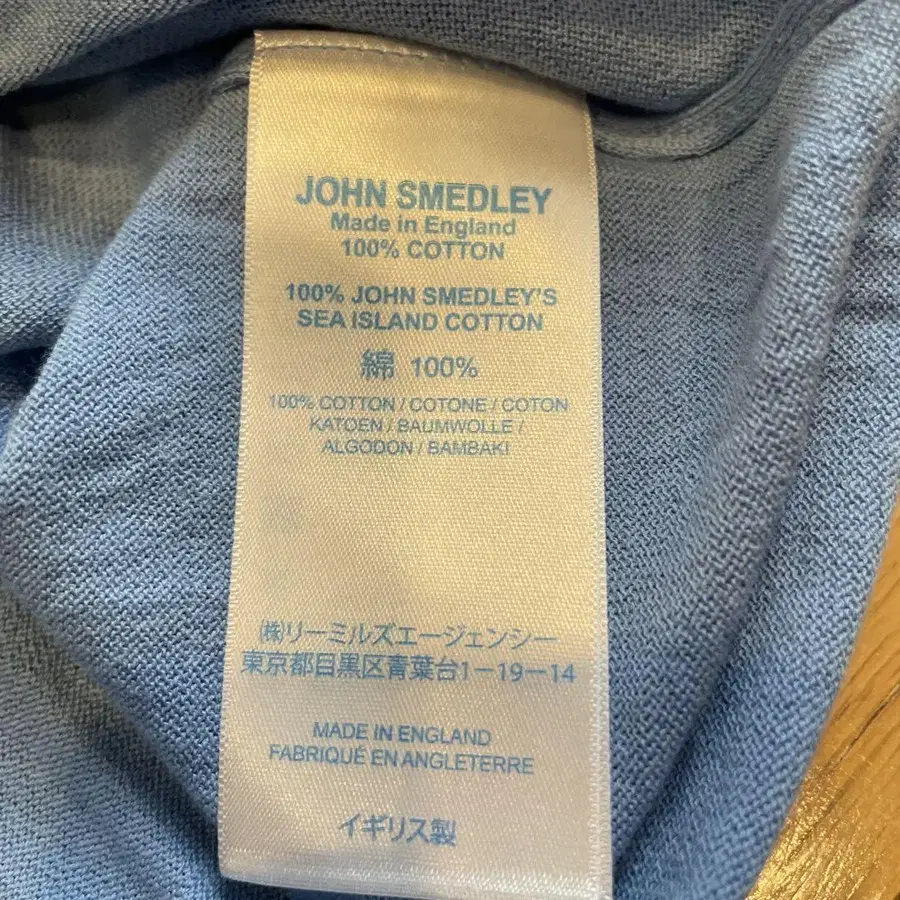 JOHN SMEDLEY
Made in England
100% COTTON
100% JOHN SMEDLEY'S
SEA ISLAND COTTON
綿 100%
100% COTTON / COTONE / COTON
KATOEN / BAUMWOLLE /
ALGODON / BAMBAKI
㈱リーミルズエージェンシー
東京都目黒区青葉台1－19－14
MADE IN ENGLAND
FABRIQUÉ EN ANGLETERRE
イギリス製